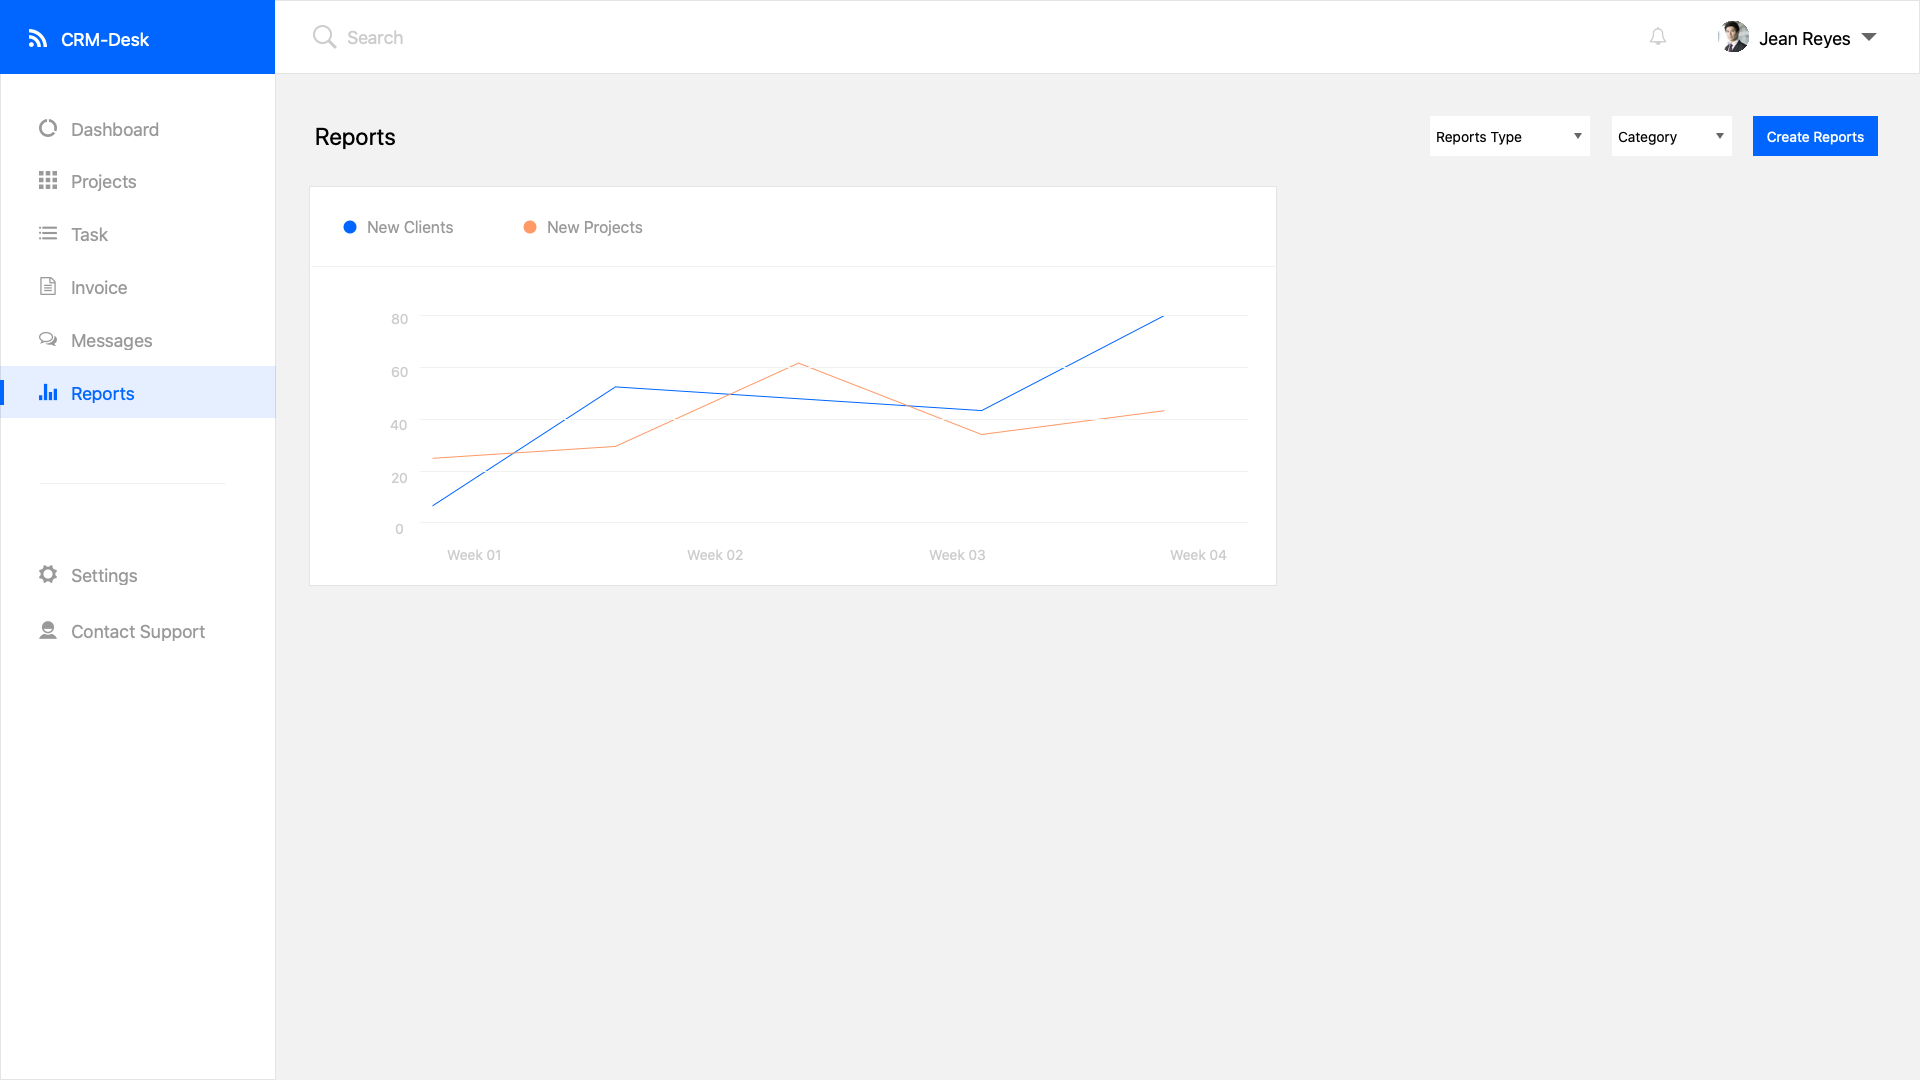 CRM-Desk
Search
Jean Reyes
Dashboard
Projects
Task
Invoice
Messages
Reports
Settings
Contact Support
Reports
Reports Type
Category
Create Reports
New Clients
New Projects
80
60
40
20
0
Week 01
Week 02
Week 03
Week 04